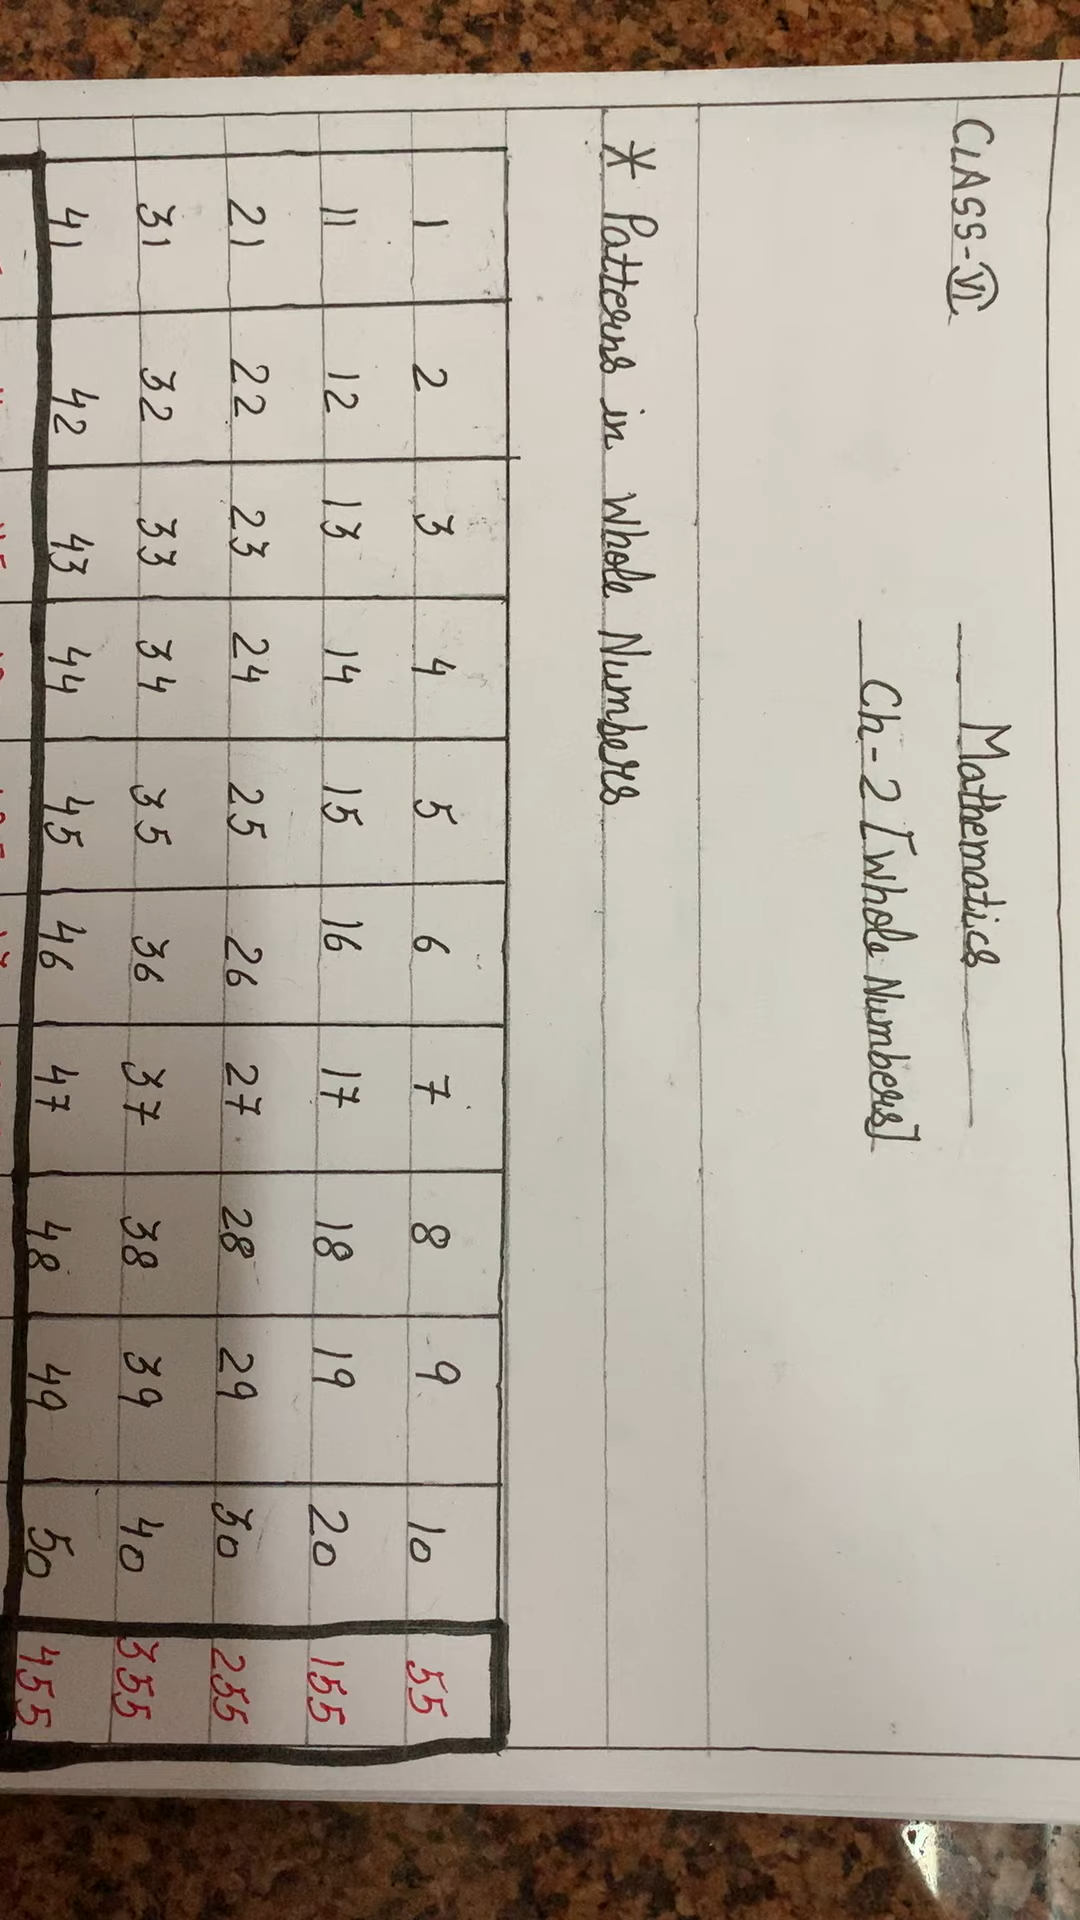 CLASS-VI
Mathematics
Ch-2 [Whole Numbers]
* Patterns in Whole Numbers
1 2 3 4 5 6 7 8 9 10 55
11 12 13 14 15 16 17 18 19 20 155
21 22 23 24 25 26 27 28 29 30 255
31 32 33 34 35 36 37 38 39 40 355
41 42 43 44 45 46 47 48 49 50 455